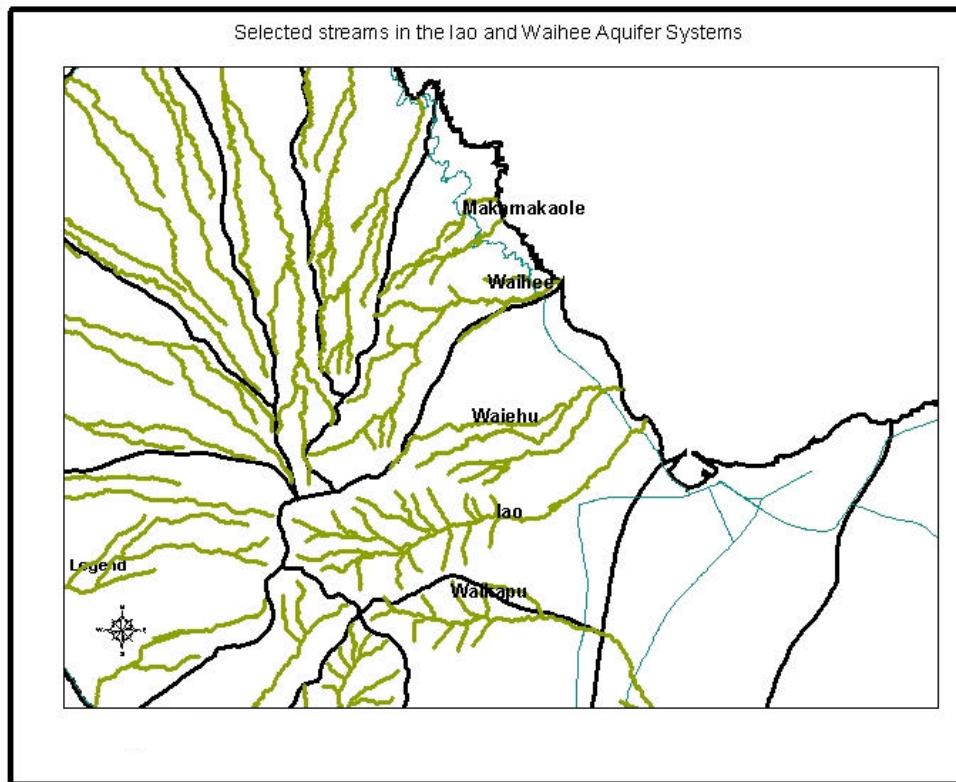 Selected streams in the Iao and Waihee Aquifer Systems
Makamakaole
Waihee
Waiehu
Iao
Legend
Waikapu
N
W
E
S